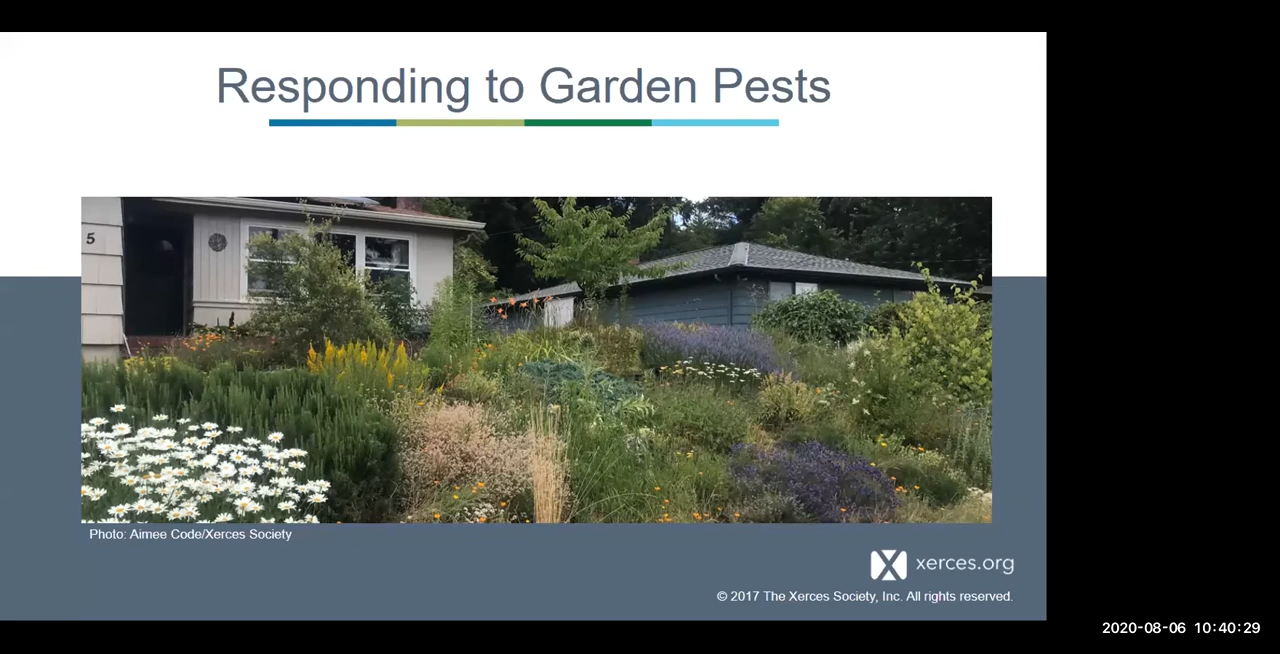 Responding to Garden Pests
5
Photo: Aimee Code/Xerces Society
xerces.org
© 2017 The Xerces Society, Inc. All rights reserved.
2020-08-06 10:40:29